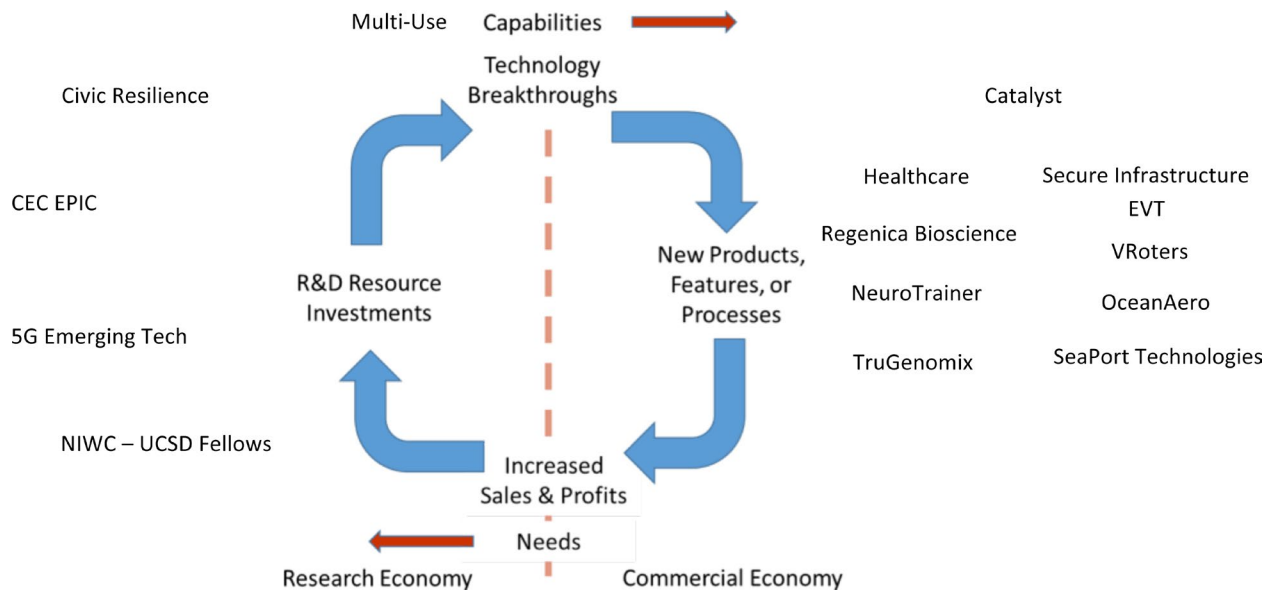 Multi-Use Capabilities
Technology
Breakthroughs
Civic Resilience
CEC EPIC
5G Emerging Tech
NIWC – UCSD Fellows
R&D Resource
Investments
New Products,
Features, or
Processes
Increased
Sales & Profits
Needs
Research Economy
Commercial Economy
Catalyst
Healthcare
Regenica Bioscience
NeuroTrainer
TruGenomix
Secure Infrastructure
EVT
VRoters
OceanAero
SeaPort Technologies